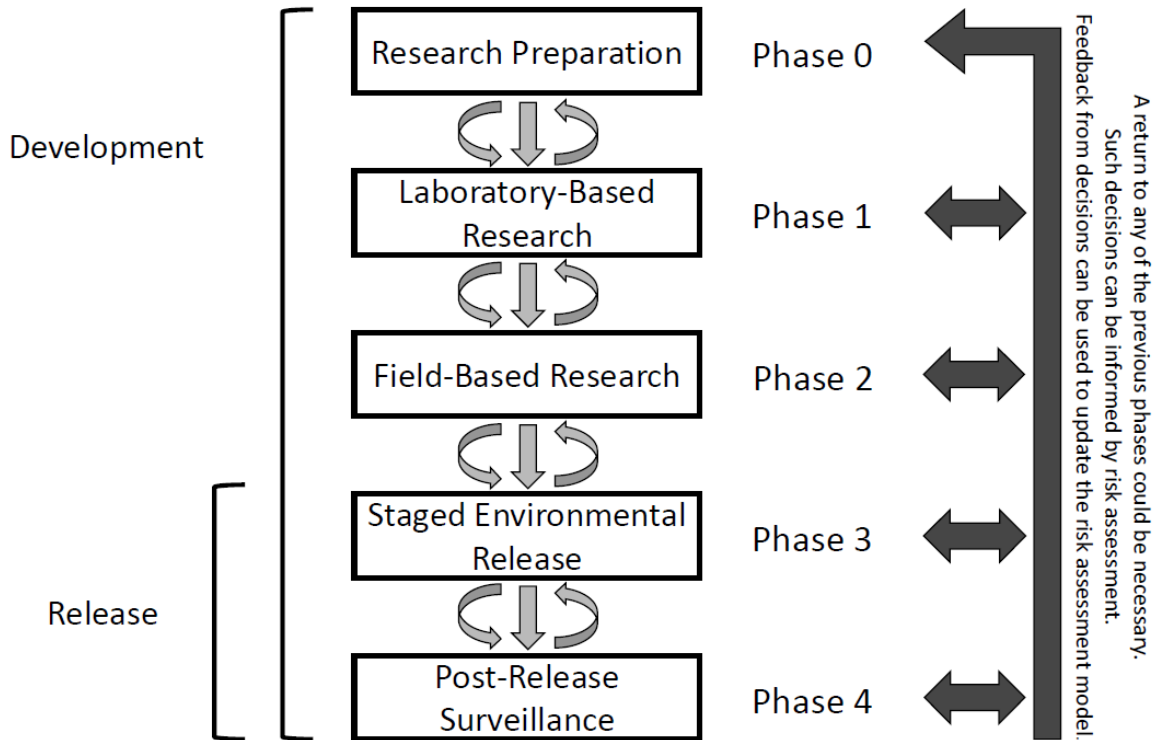 Research Preparation
Phase 0
Development
Laboratory-Based
Research
Phase 1
Field-Based Research
Phase 2
Staged Environmental
Release
Phase 3
Release
Post-Release
Surveillance
Phase 4
A return to any of the previous phases could be necessary.
Such decisions can be informed by risk assessment.
Feedback from decisions can be used to update the risk assessment model.